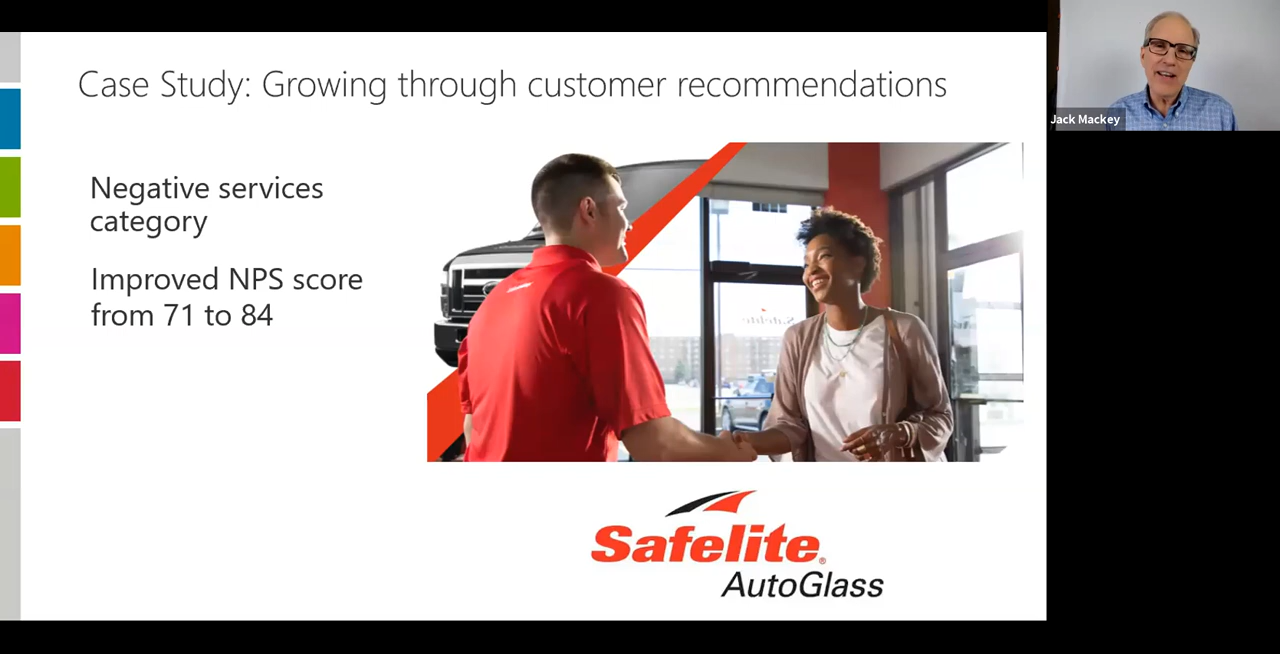 Case Study: Growing through customer recommendations
Jack Mackey
Negative services
category
Improved NPS score
from 71 to 84
Safelite
Safelite®
AutoGlass